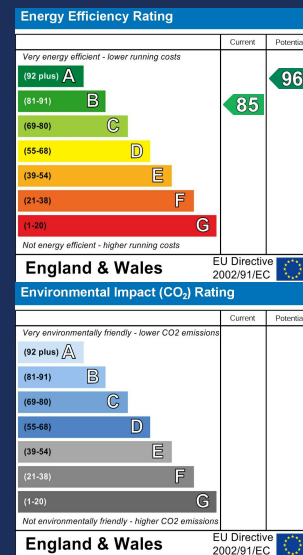 Energy Efficiency Rating
Current Potential
Very energy efficient - lower running costs
(92 plus) A
96
(81-91) B
85
(69-80) C
(55-68) D
(39-54) E
(21-38) F
(1-20) G
Not energy efficient - higher running costs
England & Wales
EU Directive
2002/91/EC
Environmental Impact (CO₂) Rating
Current Potential
Very environmentally friendly - lower CO2 emissions
(92 plus) A
(81-91) B
(69-80) C
(55-68) D
(39-54) E
(21-38) F
(1-20) G
Not environmentally friendly - higher CO2 emissions
England & Wales
EU Directive
2002/91/EC